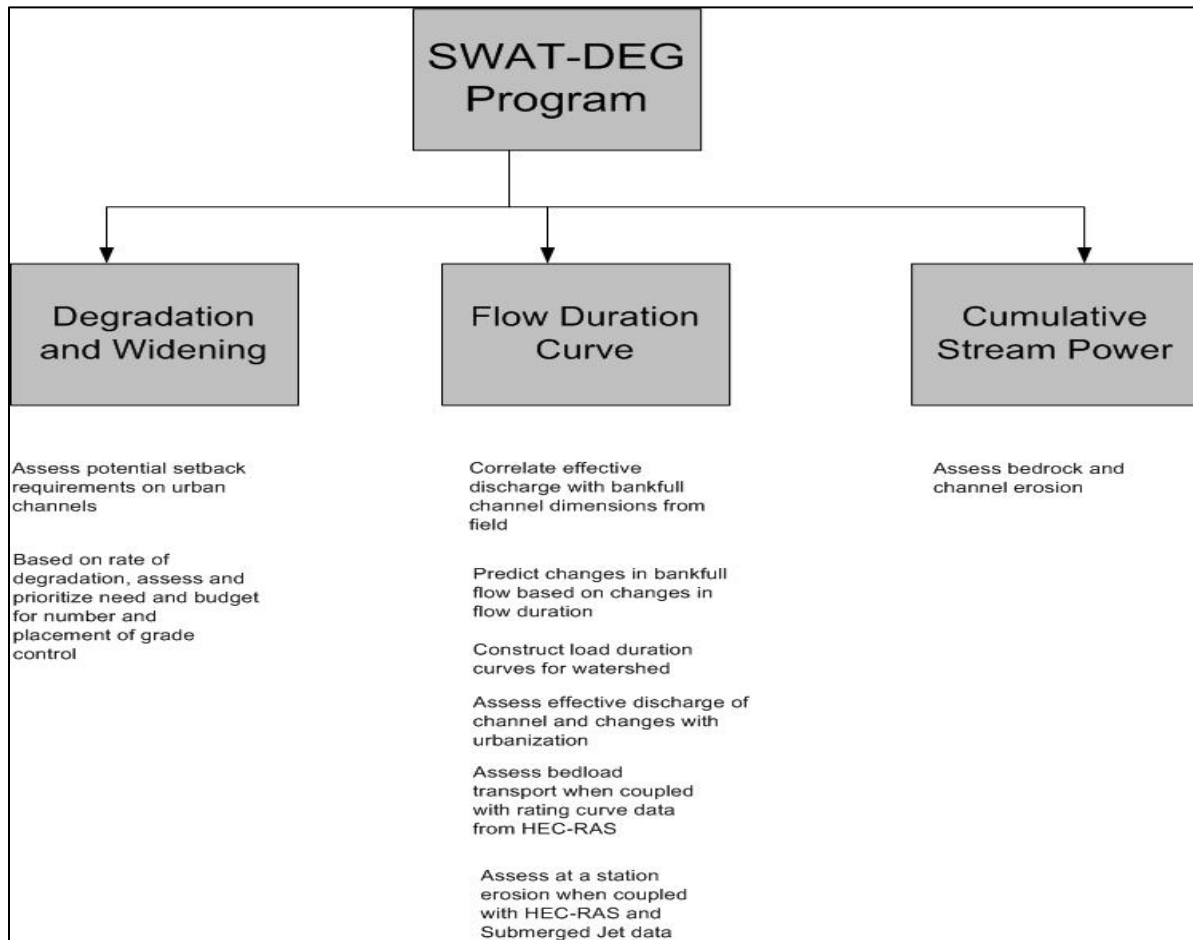 SWAT-DEG
Program
Degradation
and Widening
Flow Duration
Curve
Cumulative
Stream Power
Assess potential setback
requirements on urban
channels
Based on rate of
degradation, assess and
prioritize need and budget
for number and
placement of grade
control
Correlate effective
discharge with bankfull
channel dimensions from
field
Predict changes in bankfull
flow based on changes in
flow duration
Construct load duration
curves for watershed
Assess effective discharge of
channel and changes with
urbanization
Assess bedload
transport when coupled
with rating curve data
from HEC-RAS
Assess at a station
erosion when coupled
with HEC-RAS and
Submerged Jet data
Assess bedrock and
channel erosion